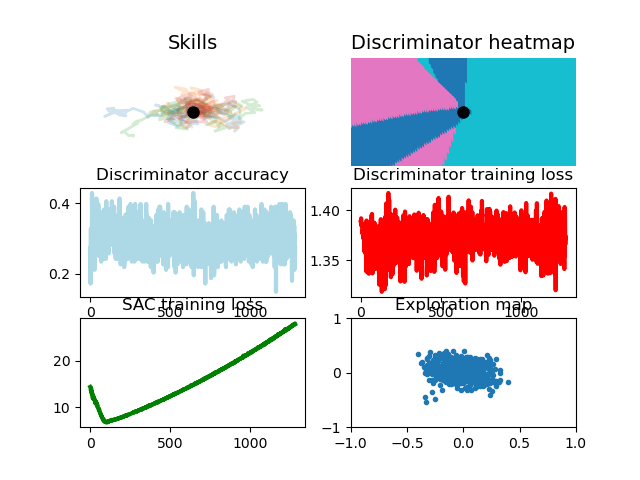 Skills
Discriminator heatmap
Discriminator accuracy
0.4
0.2
0 500 1000
Discriminator training loss
1.40
1.35
0 500 1000
SAC training loss
20
10
0 500 1000
Exploration map
1
0
−1
−1.0 −0.5 0.0 0.5 1.0